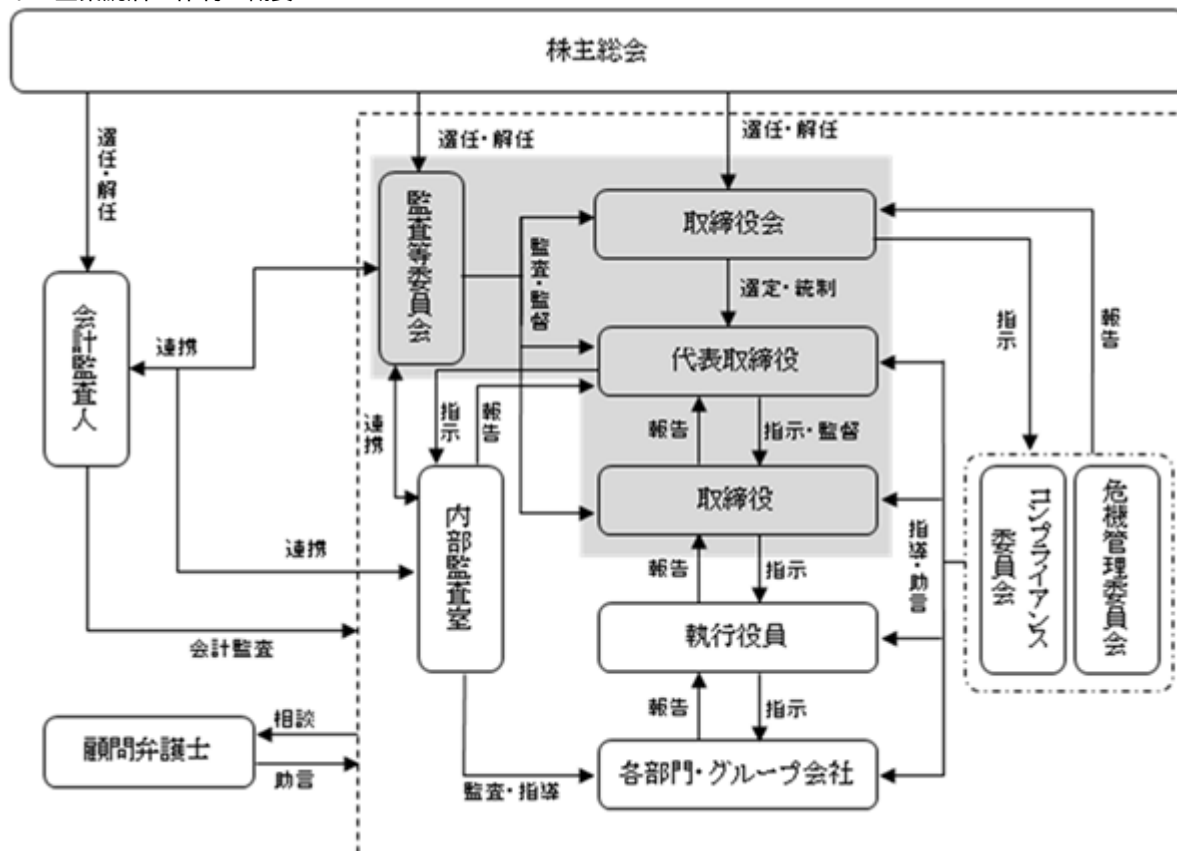 株主総会
選任・解任
選任・解任
選任・解任
監査等委員会
取締役会
監査・監督
選定・統制
指示
報告
会計監査人
連携
代表取締役
連携
指示
報告
報告
指示・監督
内部監査室
取締役
コンプライアンス
委員会
危機管理委員会
連携
報告
指示
指導・助言
執行役員
会計監査
報告
指示
相談
顧問弁護士
助言
監査・指導
各部門・グループ会社